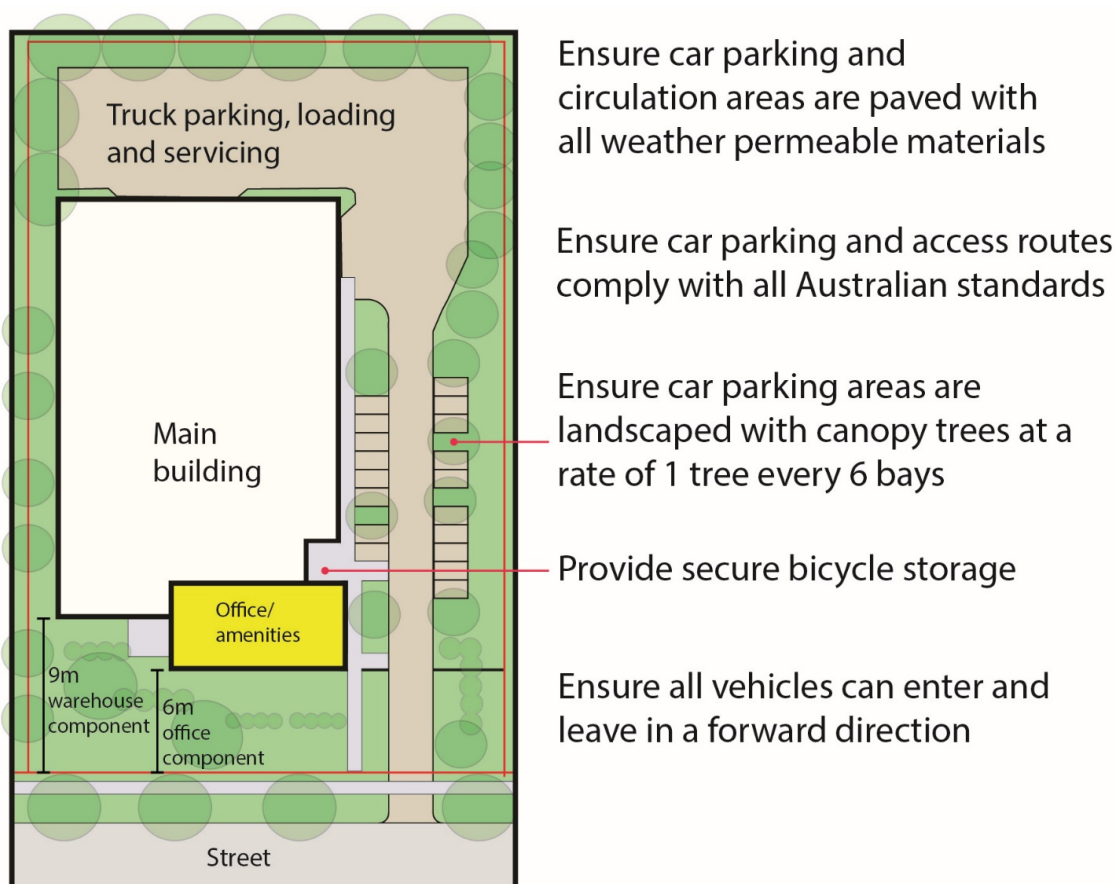 Truck parking, loading
and servicing
Main
building
Office/
amenities
9m
warehouse
component
6m
office
component
Street
Ensure car parking and
circulation areas are paved with
all weather permeable materials
Ensure car parking and access routes
comply with all Australian standards
Ensure car parking areas are
landscaped with canopy trees at a
rate of 1 tree every 6 bays
Provide secure bicycle storage
Ensure all vehicles can enter and
leave in a forward direction